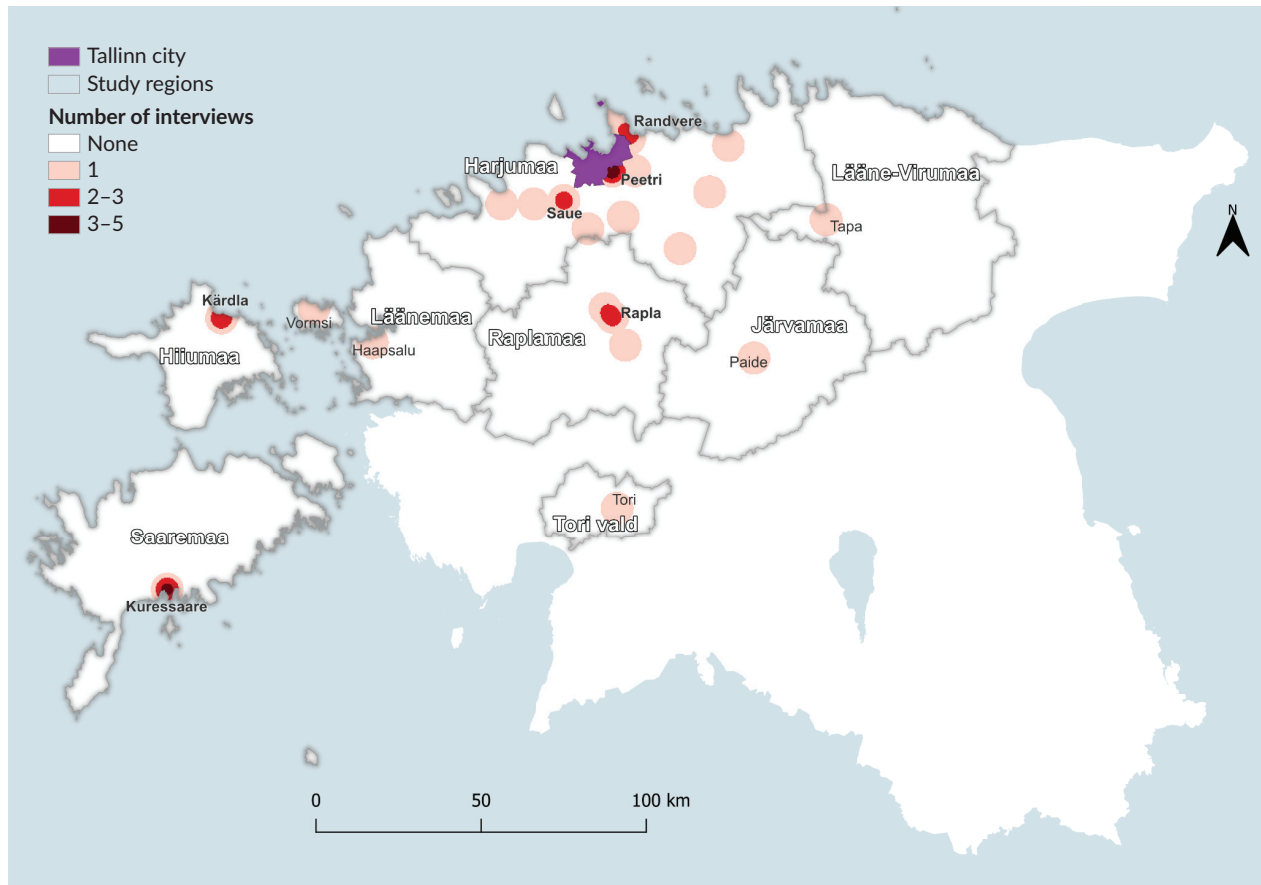 Tallinn city
Study regions
Number of interviews
None
1
2–3
3–5
Randvere
Harjumaa
Peetri
Lääne-Virumaa
Saue
Tapa
N
Kärdla
Vormsi
Läänemaa
Rapla
Haapsalu
Raplamaa
Järvamaa
Hiiumaa
Paide
Tori
Tori vald
Saaremaa
Kuressaare
0 50 100 km